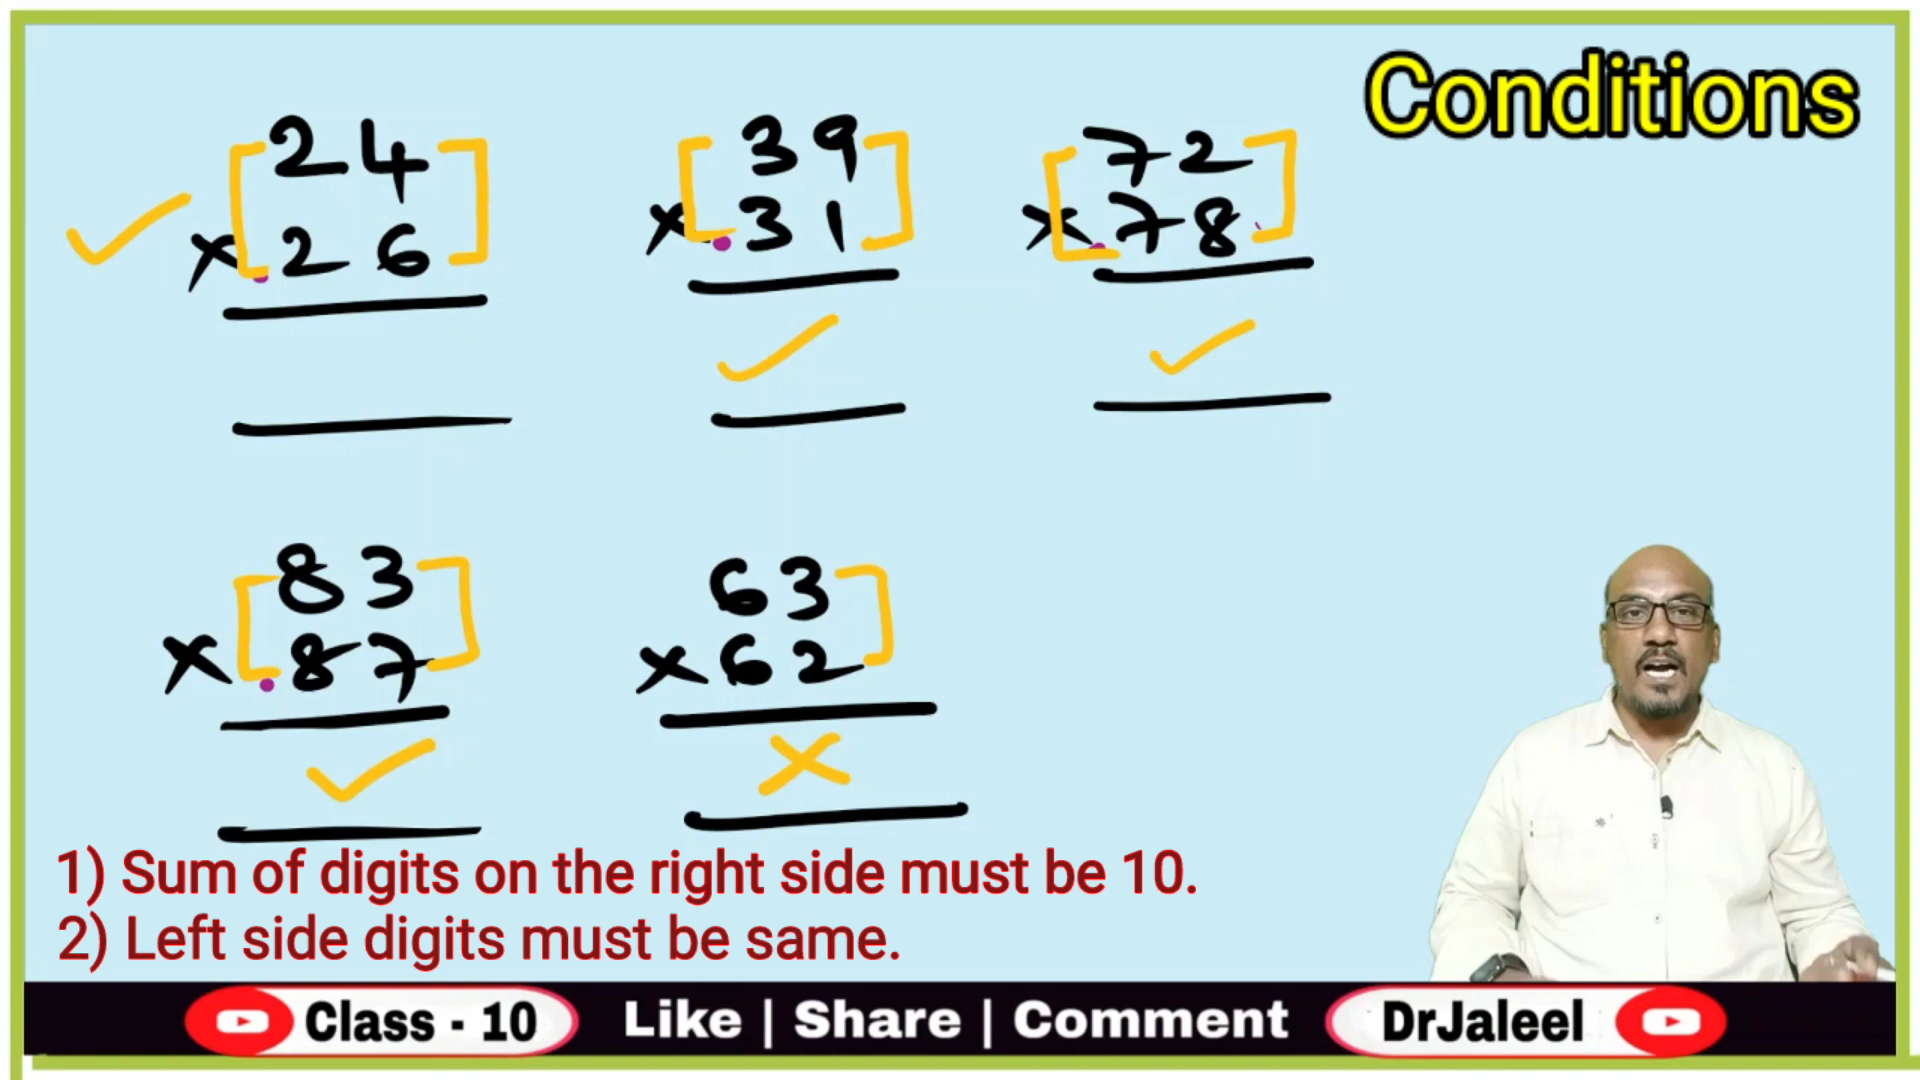 Conditions
24 39 72
×26 ×31 ×78
83 63
×87 ×62
1) Sum of digits on the right side must be 10.
2) Left side digits must be same.
Class - 10 Like | Share | Comment DrJaleel